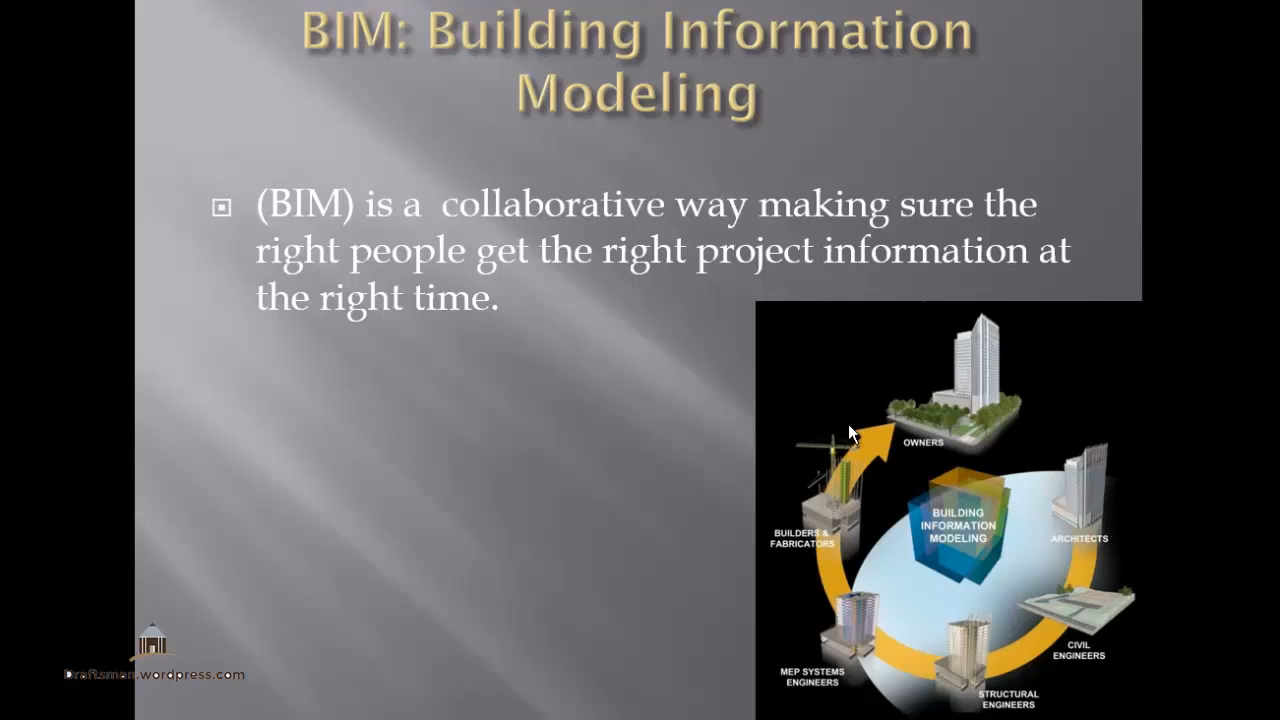 BIM: Building Information
Modeling
(BIM) is a collaborative way making sure the
right people get the right project information at
the right time.
OWNERS
BUILDING
INFORMATION
MODELING
ARCHITECTS
BUILDERS &
FABRICATORS
CIVIL
ENGINEERS
MEP SYSTEMS
ENGINEERS
STRUCTURAL
ENGINEERS
Draftsman.wordpress.com